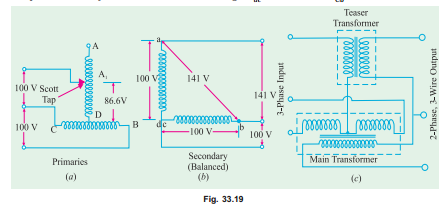 Teaser
Transformer
A
A₁
100 V Scott
Tap
86.6V
D
100 V
C
B
Primaries
(a)
a
100 V
141 V
141 V
d c
b
100 V
100 V
Secondary
(Balanced)
(b)
3-Phase Input
2-Phase, 3-Wire Output
Main Transformer
(c)
Fig. 33.19